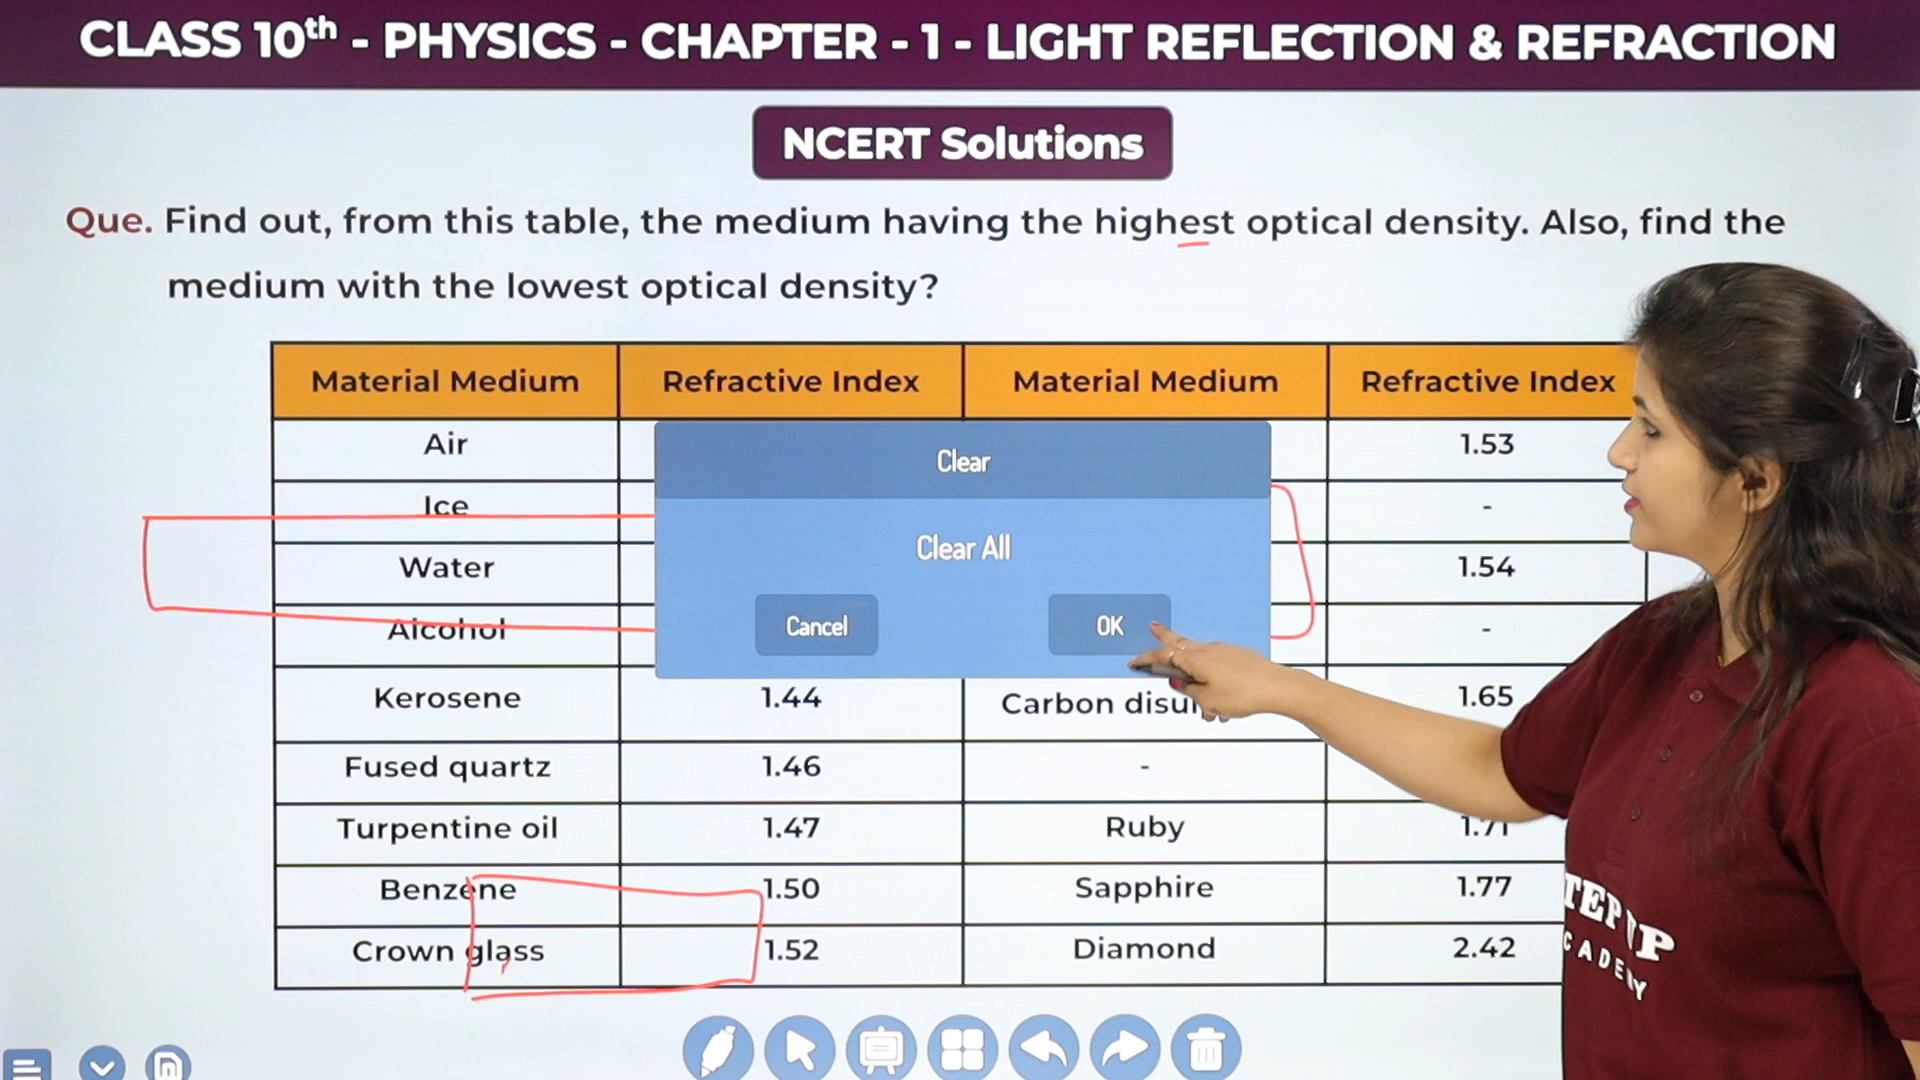 CLASS 10th - PHYSICS - CHAPTER - 1 - LIGHT REFLECTION & REFRACTION
NCERT Solutions
Que. Find out, from this table, the medium having the highest optical density. Also, find the
medium with the lowest optical density?
Material Medium Refractive Index Material Medium Refractive Index
Air 1.53
Ice -
Water 1.54
Alcohol -
Clear
Clear All
Cancel OK
Kerosene 1.44 Carbon 1.65
Fused quartz 1.46 -
Turpentine oil 1.47 Ruby 1.71
Benzene 1.50 Sapphire 1.77
Crown glass 1.52 Diamond 2.42